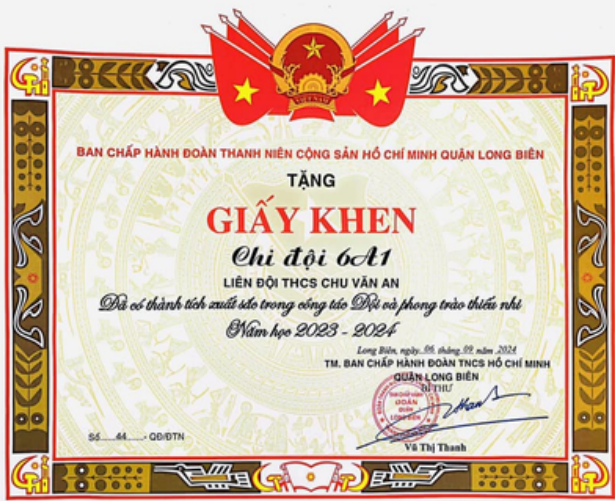 VIỆT NAM
BAN CHẤP HÀNH ĐOÀN THANH NIÊN CỘNG SẢN HỒ CHÍ MINH QUẬN LONG BIÊN
TẶNG
GIẤY KHEN
Chi đội 6A1
LIÊN ĐỘI THCS CHU VĂN AN
Đã có thành tích xuất sắc trong công tác Đội và phong trào thiếu nhi
Năm học 2023 - 2024
Long Biên, ngày 06 tháng 09 năm 2024
TM. BAN CHẤP HÀNH ĐOÀN TNCS HỒ CHÍ MINH
QUẬN LONG BIÊN
BÍ THƯ
Số.....44......- QĐ/ĐTN
Vũ Thị Thanh